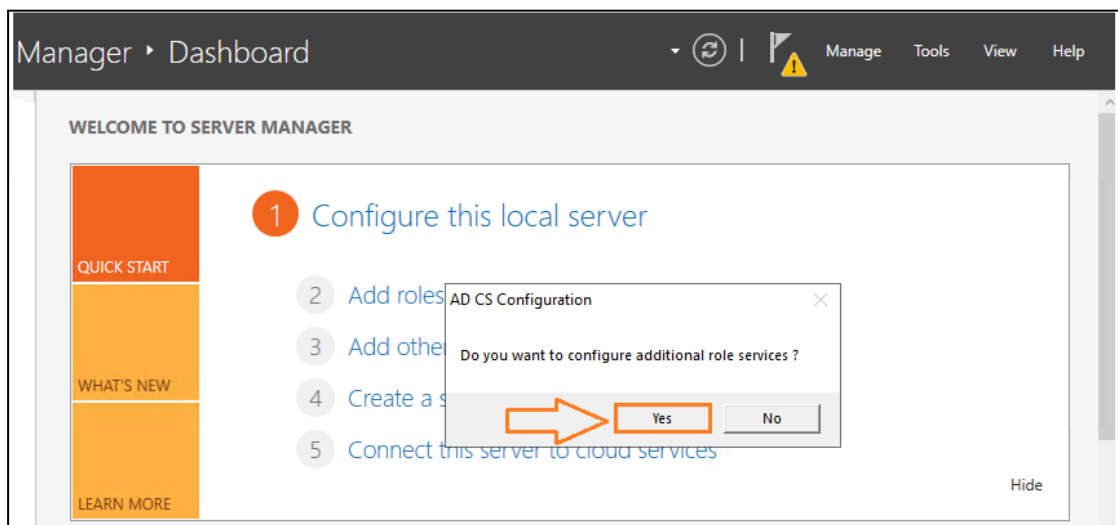 Manager ‣ Dashboard
Manage Tools View Help
WELCOME TO SERVER MANAGER
QUICK START
WHAT'S NEW
LEARN MORE
1 Configure this local server
2 Add roles
3 Add othe
4 Create a s
5 Connect this server to cloud services
Hide
AD CS Configuration
Do you want to configure additional role services ?
Yes No